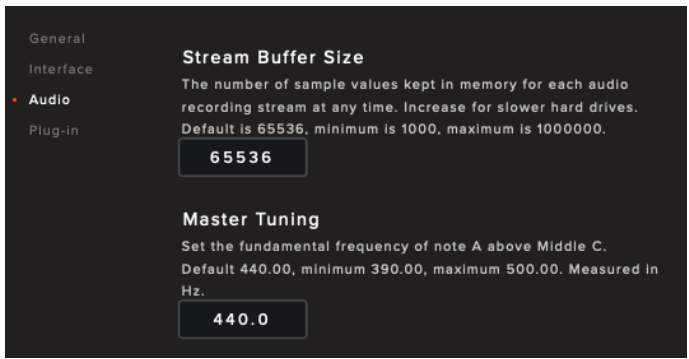 General
Interface
Audio
Plug-in
Stream Buffer Size
The number of sample values kept in memory for each audio
recording stream at any time. Increase for slower hard drives.
Default is 65536, minimum is 1000, maximum is 1000000.
65536
Master Tuning
Set the fundamental frequency of note A above Middle C.
Default 440.00, minimum 390.00, maximum 500.00. Measured in
Hz.
440.0